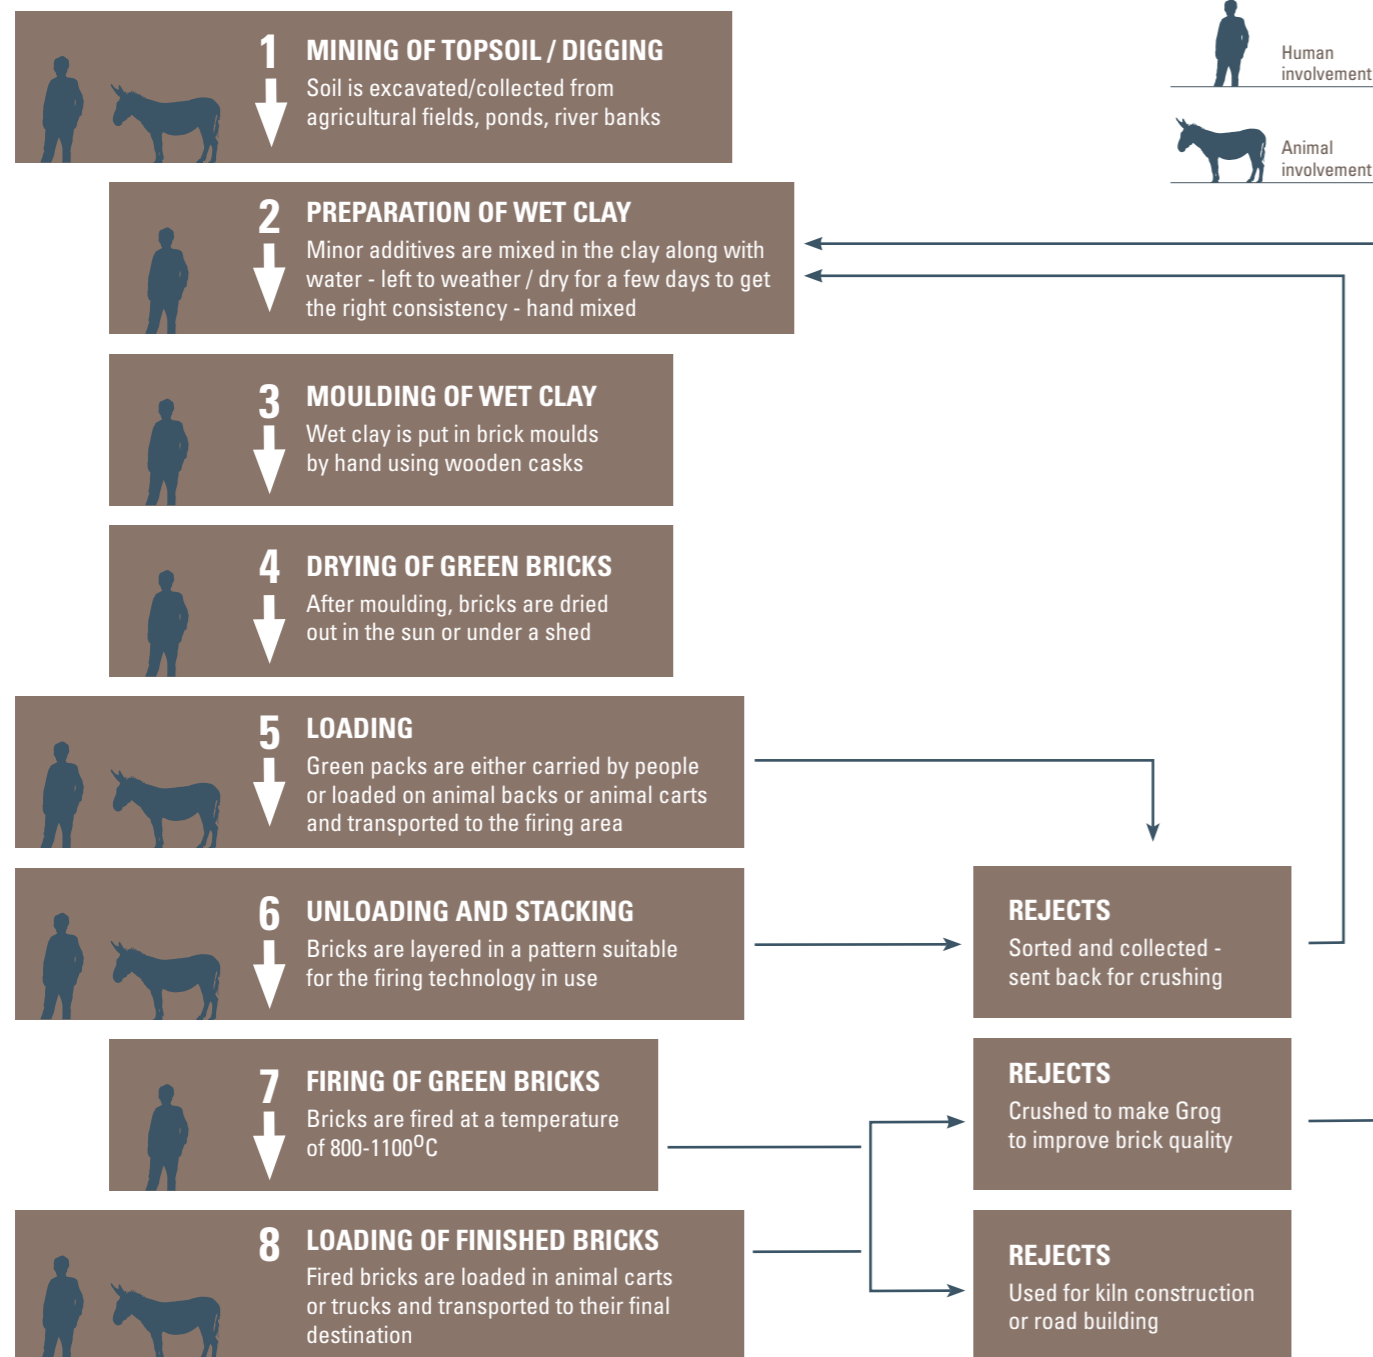 1 MINING OF TOPSOIL / DIGGING
Soil is excavated/collected from
agricultural fields, ponds, river banks
Human
involvement
Animal
involvement
2 PREPARATION OF WET CLAY
Minor additives are mixed in the clay along with
water - left to weather / dry for a few days to get
the right consistency - hand mixed
3 MOULDING OF WET CLAY
Wet clay is put in brick moulds
by hand using wooden casks
4 DRYING OF GREEN BRICKS
After moulding, bricks are dried
out in the sun or under a shed
5 LOADING
Green packs are either carried by people
or loaded on animal backs or animal carts
and transported to the firing area
6 UNLOADING AND STACKING
Bricks are layered in a pattern suitable
for the firing technology in use
REJECTS
Sorted and collected -
sent back for crushing
7 FIRING OF GREEN BRICKS
Bricks are fired at a temperature
of 800-1100ºC
REJECTS
Crushed to make Grog
to improve brick quality
8 LOADING OF FINISHED BRICKS
Fired bricks are loaded in animal carts
or trucks and transported to their final
destination
REJECTS
Used for kiln construction
or road building